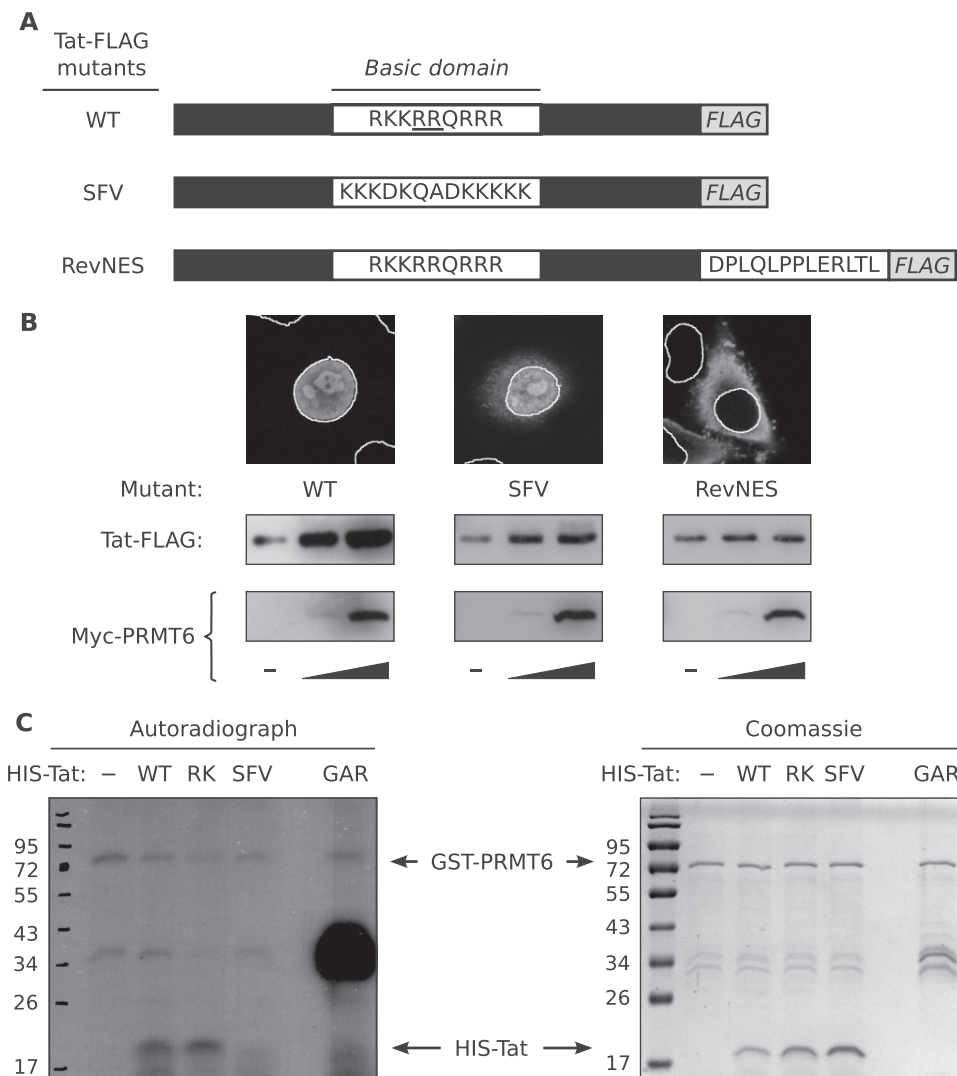 A
Tat-FLAG
mutants
Basic domain
WT
RKKRRQRRR
FLAG
SFV
KKKDKQADKKKKK
FLAG
RevNES
RKKRRQRRR
DPLQLPPLERLTL
FLAG
B
Mutant:
WT
SFV
RevNES
Tat-FLAG:
Myc-PRMT6
–
–
–
C
Autoradiograph
Coomassie
HIS-Tat: – WT RK SFV GAR
HIS-Tat: – WT RK SFV GAR
95
72
55
43
34
26
17
GST-PRMT6
HIS-Tat
95
72
55
43
34
26
17